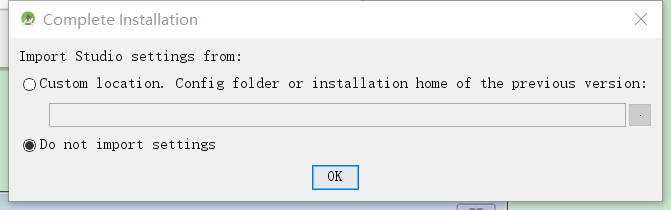 Complete Installation
Import Studio settings from:
Custom location. Config folder or installation home of the previous version:
.
Do not import settings
OK